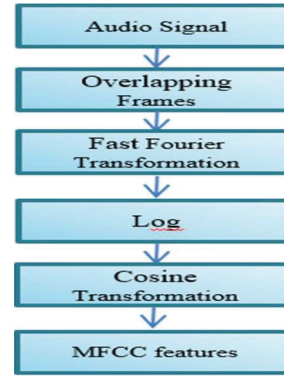 Audio Signal
Overlapping
Frames
Fast Fourier
Transformation
Log
Cosine
Transformation
MFCC features